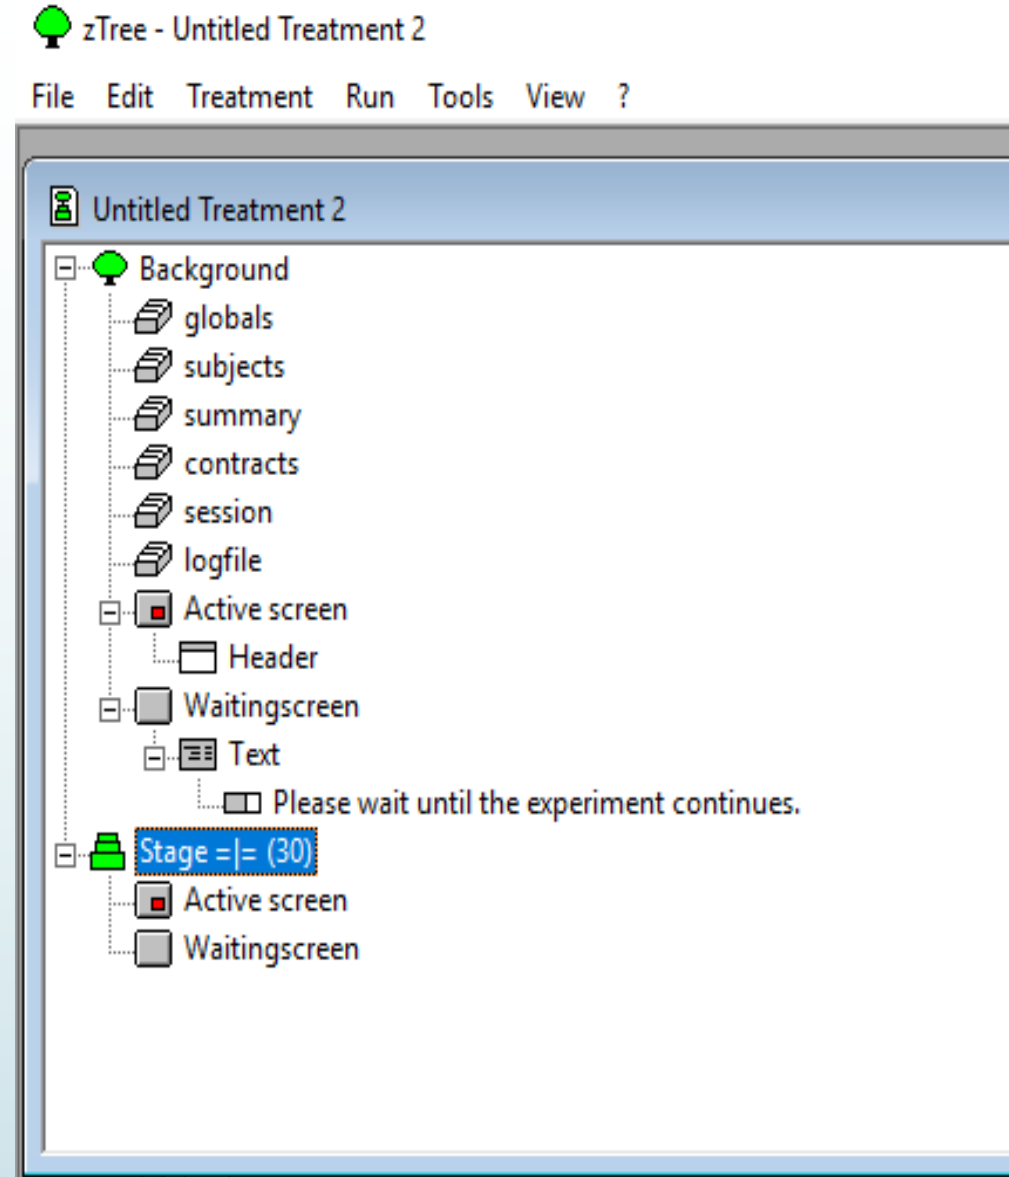 zTree - Untitled Treatment 2
File Edit Treatment Run Tools View ?
Untitled Treatment 2
Background
globals
subjects
summary
contracts
session
logfile
Active screen
Header
Waitingscreen
Text
Please wait until the experiment continues.
Stage =|= (30)
Active screen
Waitingscreen